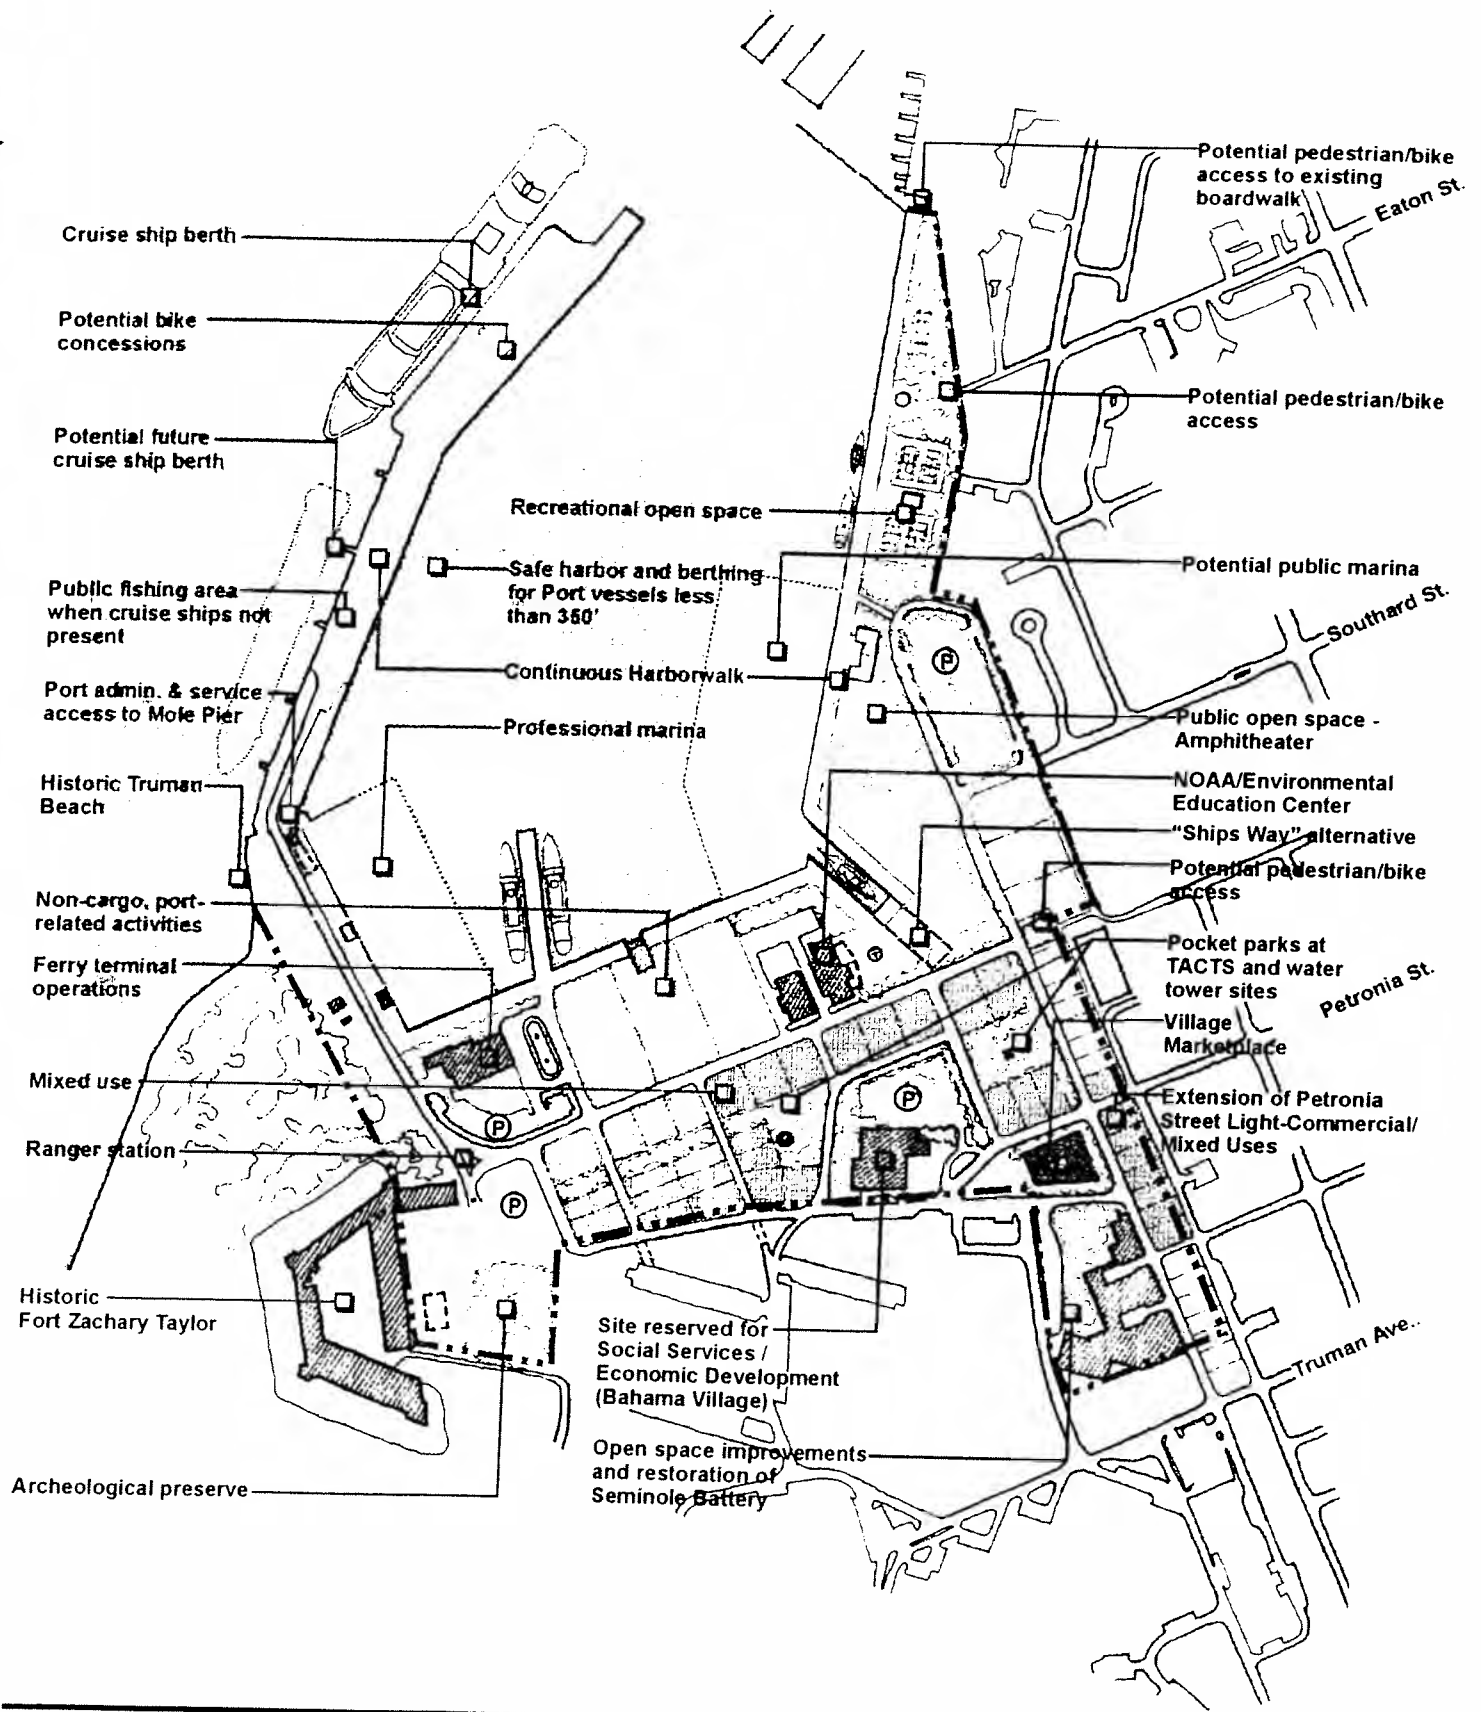 Potential pedestrian/bike
access to existing
boardwalk
Eaton St.
Cruise ship berth
Potential bike
concessions
Potential pedestrian/bike
access
Potential future
cruise ship berth
Recreational open space
Safe harbor and berthing
for Port vessels less
than 350'
Potential public marina
Public fishing area
when cruise ships not
present
Southard St.
Continuous Harborwalk
P
Port admin. & service
access to Mole Pier
Professional marina
Public open space -
Amphitheater
Historic Truman
Beach
NOAA/Environmental
Education Center
"Ships Way" alternative
Potential pedestrian/bike
access
Non-cargo, port-
related activities
Pocket parks at
TACTS and water
tower sites
Petronia St.
Ferry terminal
operations
Village
Marketplace
Mixed use
P
P
Extension of Petronia
Street Light-Commercial/
Mixed Uses
Ranger station
P
Historic
Fort Zachary Taylor
Site reserved for
Social Services /
Economic Development
(Bahama Village)
Truman Ave..
Open space improvements
and restoration of
Seminole Battery
Archeological preserve